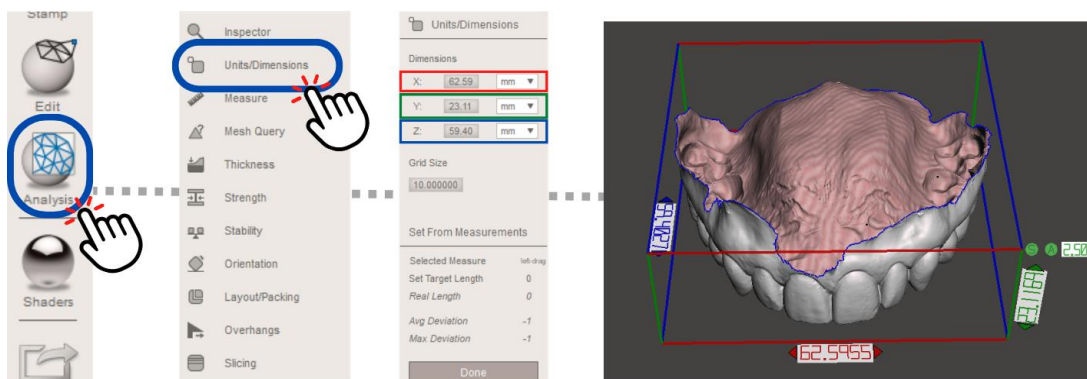 Stamp
Edit
Analysis
Shaders
Inspector
Units/Dimensions
Measure
Mesh Query
Thickness
Strength
Stability
Orientation
Layout/Packing
Overhangs
Slicing
Units/Dimensions
Dimensions
X: 62.59 mm
Y: 23.11 mm
Z: 59.40 mm
Grid Size
10.000000
Set From Measurements
Selected Measure left-drag
Set Target Length 0
Real Length 0
Avg Deviation -1
Max Deviation -1
Done
62.5955
S A 2.50